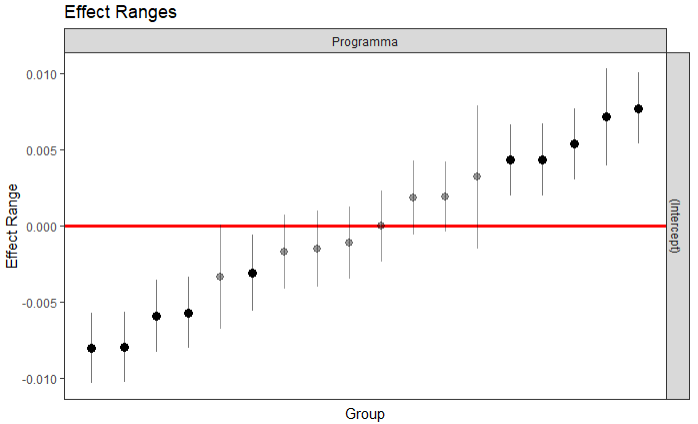 Effect Ranges
Programma
0.010
0.005
0.000
-0.005
-0.010
Effect Range
(Intercept)
Group